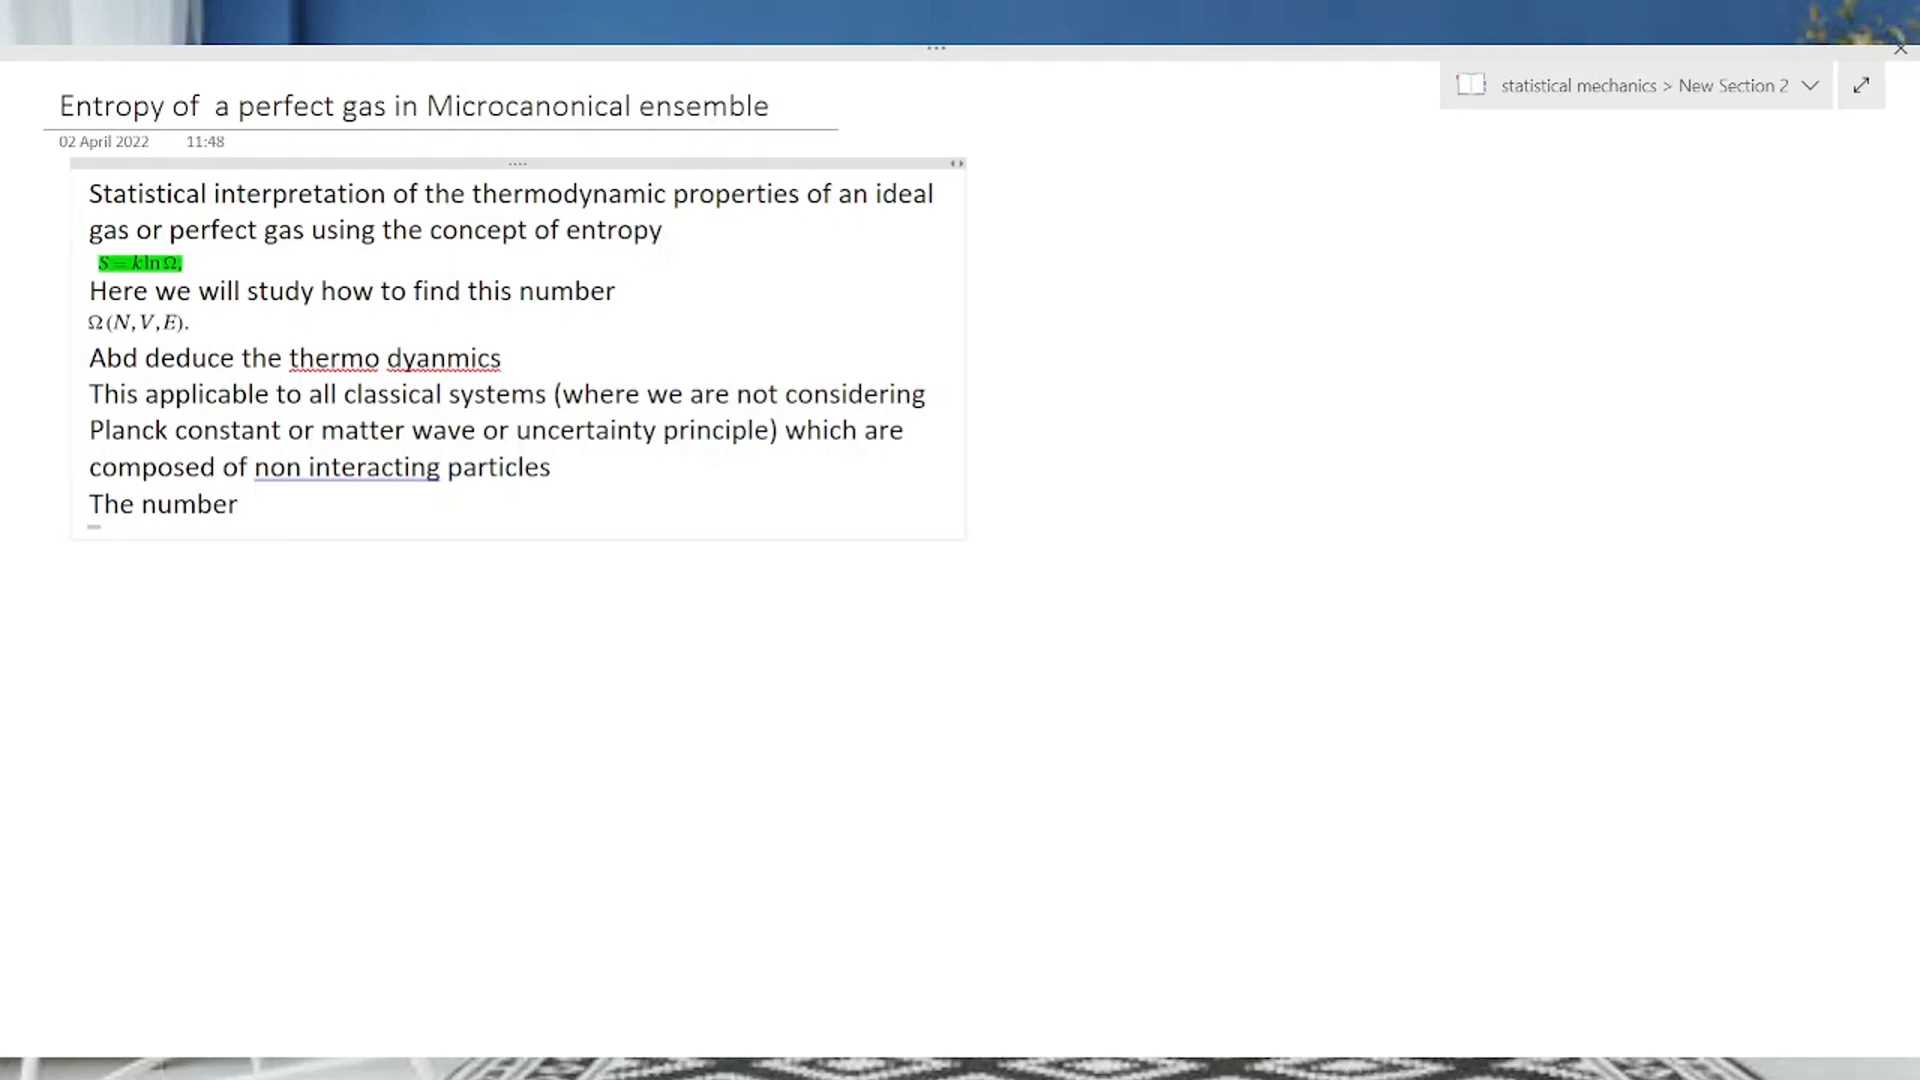 statistical mechanics > New Section 2
Entropy of a perfect gas in Microcanonical ensemble
02 April 2022 11:48
Statistical interpretation of the thermodynamic properties of an ideal
gas or perfect gas using the concept of entropy
S = k ln Ω,
Here we will study how to find this number
Ω (N, V, E).
Abd deduce the thermo dyanmics
This applicable to all classical systems (where we are not considering
Planck constant or matter wave or uncertainty principle) which are
composed of non interacting particles
The number